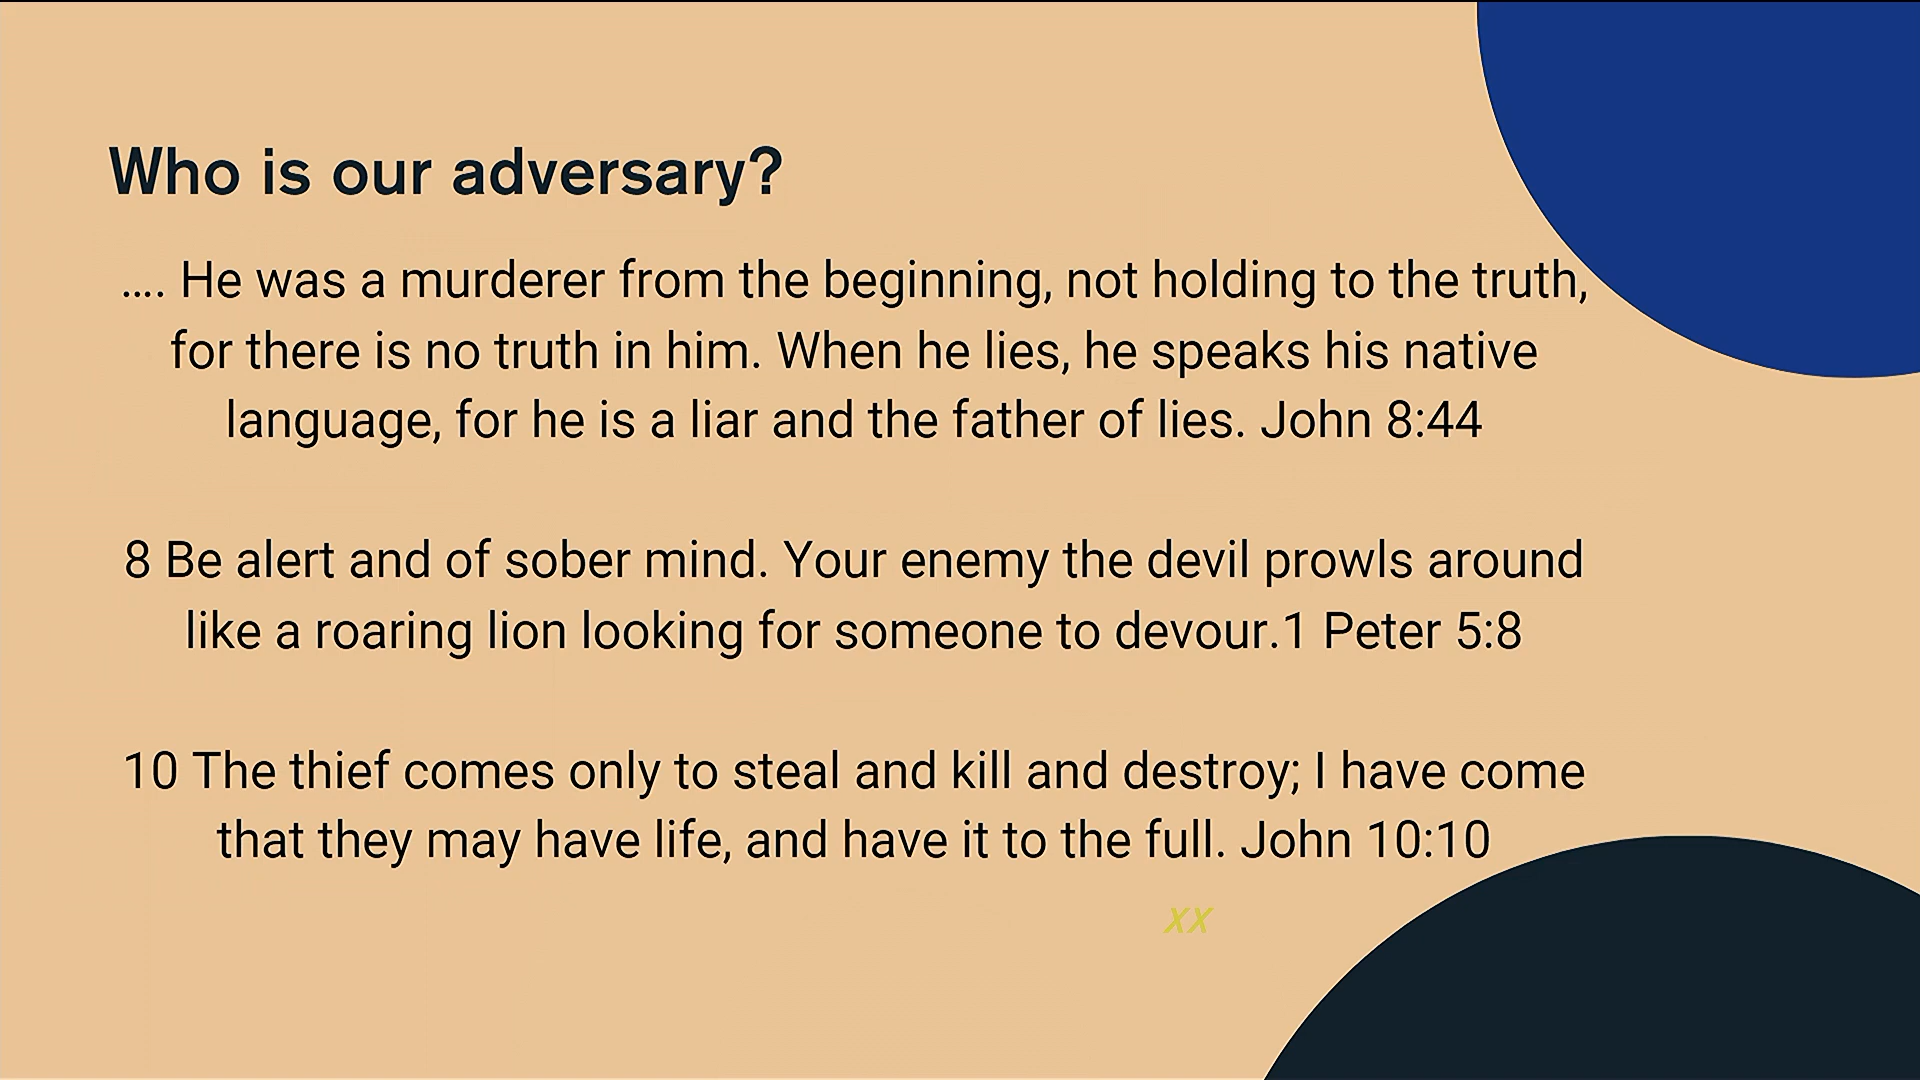 Who is our adversary?
.... He was a murderer from the beginning, not holding to the truth,
for there is no truth in him. When he lies, he speaks his native
language, for he is a liar and the father of lies. John 8:44
8 Be alert and of sober mind. Your enemy the devil prowls around
like a roaring lion looking for someone to devour.1 Peter 5:8
10 The thief comes only to steal and kill and destroy; I have come
that they may have life, and have it to the full. John 10:10
XX